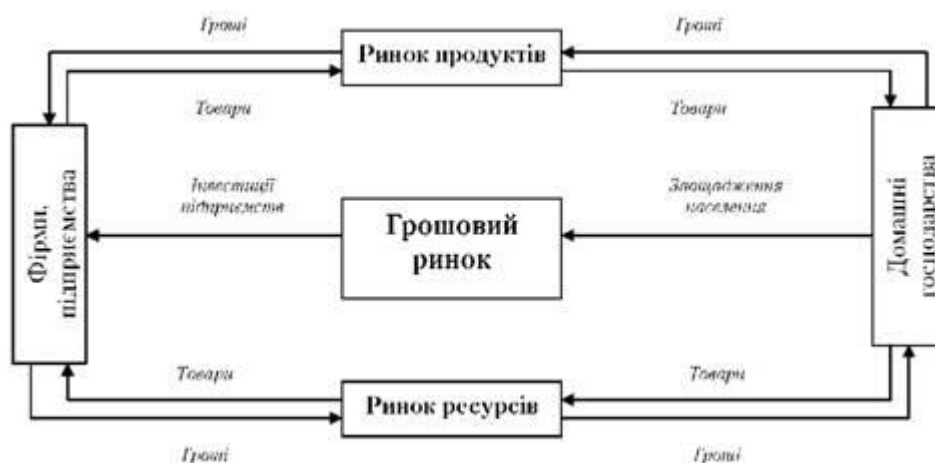 Гроші
Гроші
Ринок продуктів
Товари
Товари
Фірми,
підприємства
Інвестиції
підприємств
Грошовий
ринок
Заощадження
населення
Домашні
господарства
Товари
Товари
Ринок ресурсів
Гроші
Гроші